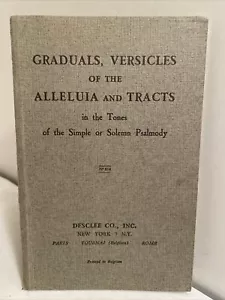 GRADUALS, VERSICLES
OF THE
ALLELUIA AND TRACTS
in the Tones
of the Simple or Solemn Psalmody
DESCLEE CO., INC.
NEW YORK 7 N.Y.
PARIS TOURNAI (Belgium) ROME
Printed in Belgium